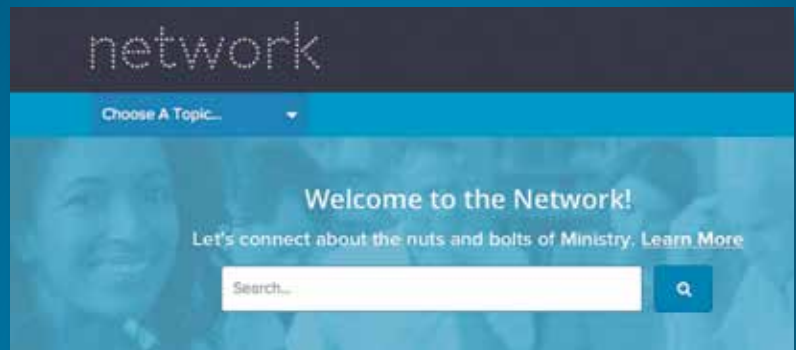 network
Choose A Topic...
Welcome to the Network!
Let's connect about the nuts and bolts of Ministry. Learn More
Search...